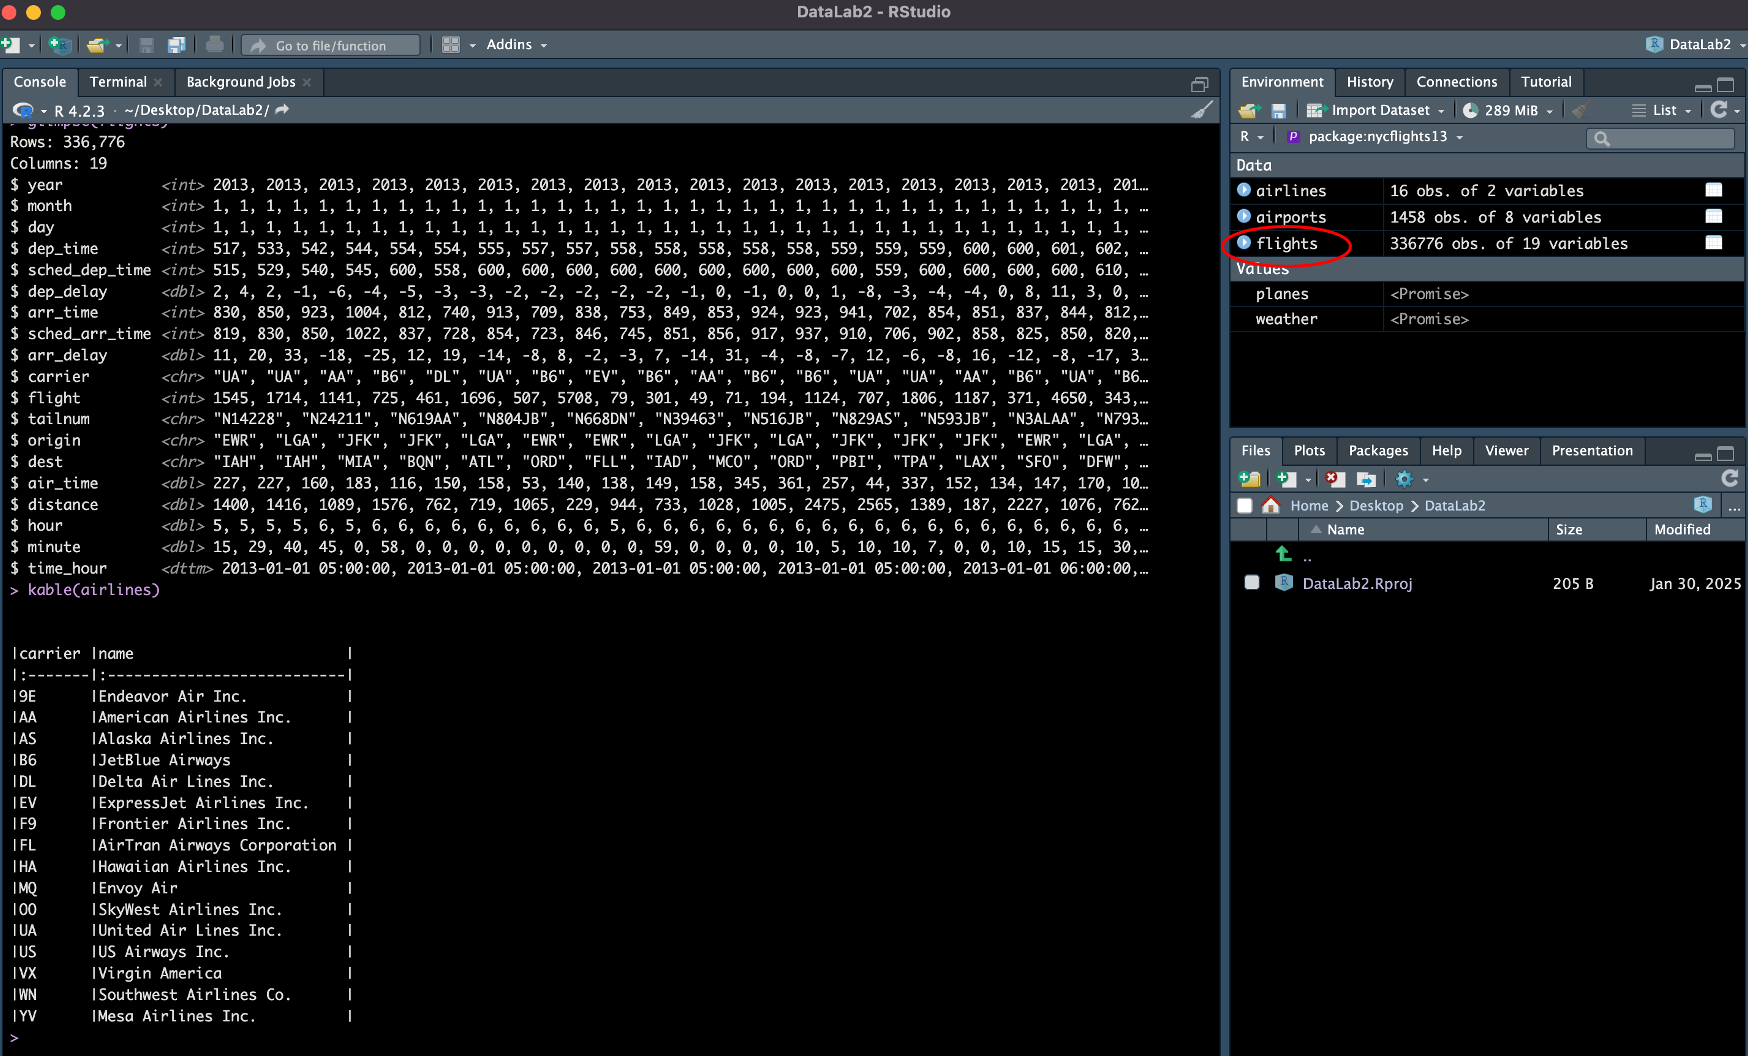 DataLab2 - RStudio
Go to file/function
Addins
DataLab2
Console Terminal Background Jobs
R 4.2.3 · ~/Desktop/DataLab2/
> glimpse(flights)
Rows: 336,776
Columns: 19
$ year <int> 2013, 2013, 2013, 2013, 2013, 2013, 2013, 2013, 2013, 2013, 2013, 2013, 2013, 2013, 2013, 2013, 2013, 201…
$ month <int> 1, 1, 1, 1, 1, 1, 1, 1, 1, 1, 1, 1, 1, 1, 1, 1, 1, 1, 1, 1, 1, 1, 1, 1, 1, 1, 1, 1, 1, 1, 1, 1, 1, 1, 1, …
$ day <int> 1, 1, 1, 1, 1, 1, 1, 1, 1, 1, 1, 1, 1, 1, 1, 1, 1, 1, 1, 1, 1, 1, 1, 1, 1, 1, 1, 1, 1, 1, 1, 1, 1, 1, 1, …
$ dep_time <int> 517, 533, 542, 544, 554, 554, 555, 557, 557, 558, 558, 558, 558, 558, 559, 559, 559, 600, 600, 601, 602, …
$ sched_dep_time <int> 515, 529, 540, 545, 600, 558, 600, 600, 600, 600, 600, 600, 600, 600, 600, 559, 600, 600, 600, 600, 610, …
$ dep_delay <dbl> 2, 4, 2, -1, -6, -4, -5, -3, -3, -2, -2, -2, -2, -2, -1, 0, -1, 0, 0, 1, -8, -3, -4, -4, 0, 8, 11, 3, 0, …
$ arr_time <int> 830, 850, 923, 1004, 812, 740, 913, 709, 838, 753, 849, 853, 924, 923, 941, 702, 854, 851, 837, 844, 812,…
$ sched_arr_time <int> 819, 830, 850, 1022, 837, 728, 854, 723, 846, 745, 851, 856, 917, 937, 910, 706, 902, 858, 825, 850, 820,…
$ arr_delay <dbl> 11, 20, 33, -18, -25, 12, 19, -14, -8, 8, -2, -3, 7, -14, 31, -4, -8, -7, 12, -6, -8, 16, -12, -8, -17, 3…
$ carrier <chr> "UA", "UA", "AA", "B6", "DL", "UA", "B6", "EV", "B6", "AA", "B6", "B6", "UA", "UA", "AA", "B6", "UA", "B6…
$ flight <int> 1545, 1714, 1141, 725, 461, 1696, 507, 5708, 79, 301, 49, 71, 194, 1124, 707, 1806, 1187, 371, 4650, 343,…
$ tailnum <chr> "N14228", "N24211", "N619AA", "N804JB", "N668DN", "N39463", "N516JB", "N829AS", "N593JB", "N3ALAA", "N793…
$ origin <chr> "EWR", "LGA", "JFK", "JFK", "LGA", "EWR", "EWR", "LGA", "JFK", "LGA", "JFK", "JFK", "JFK", "EWR", "LGA", …
$ dest <chr> "IAH", "IAH", "MIA", "BQN", "ATL", "ORD", "FLL", "IAD", "MCO", "ORD", "PBI", "TPA", "LAX", "SFO", "DFW", …
$ air_time <dbl> 227, 227, 160, 183, 116, 150, 158, 53, 140, 138, 149, 158, 345, 361, 257, 44, 337, 152, 134, 147, 170, 10…
$ distance <dbl> 1400, 1416, 1089, 1576, 762, 719, 1065, 229, 944, 733, 1028, 1005, 2475, 2565, 1389, 187, 2227, 1076, 762…
$ hour <dbl> 5, 5, 5, 5, 6, 5, 6, 6, 6, 6, 6, 6, 6, 6, 6, 6, 6, 6, 6, 6, 6, 6, 6, 6, 6, 6, 6, 6, 6, 6, 6, 6, 6, 6, 6, …
$ minute <dbl> 15, 29, 40, 45, 0, 58, 0, 0, 0, 0, 0, 0, 0, 0, 0, 59, 0, 0, 0, 0, 10, 5, 10, 10, 7, 0, 0, 10, 15, 15, 30,…
$ time_hour <dttm> 2013-01-01 05:00:00, 2013-01-01 05:00:00, 2013-01-01 05:00:00, 2013-01-01 05:00:00, 2013-01-01 06:00:00,…
> kable(airlines)
|carrier |name |
|:-------|:---------------------------|
|9E |Endeavor Air Inc. |
|AA |American Airlines Inc. |
|AS |Alaska Airlines Inc. |
|B6 |JetBlue Airways |
|DL |Delta Air Lines Inc. |
|EV |ExpressJet Airlines Inc. |
|F9 |Frontier Airlines Inc. |
|FL |AirTran Airways Corporation |
|HA |Hawaiian Airlines Inc. |
|MQ |Envoy Air |
|OO |SkyWest Airlines Inc. |
|UA |United Air Lines Inc. |
|US |US Airways Inc. |
|VX |Virgin America |
|WN |Southwest Airlines Co. |
|YV |Mesa Airlines Inc. |
>
Environment History Connections Tutorial
Import Dataset 289 MiB List
R package:nycflights13
Data
airlines 16 obs. of 2 variables
airports 1458 obs. of 8 variables
flights 336776 obs. of 19 variables
Values
planes <Promise>
weather <Promise>
Files Plots Packages Help Viewer Presentation
Home > Desktop > DataLab2 ...
Name Size Modified
..
DataLab2.Rproj 205 B Jan 30, 2025